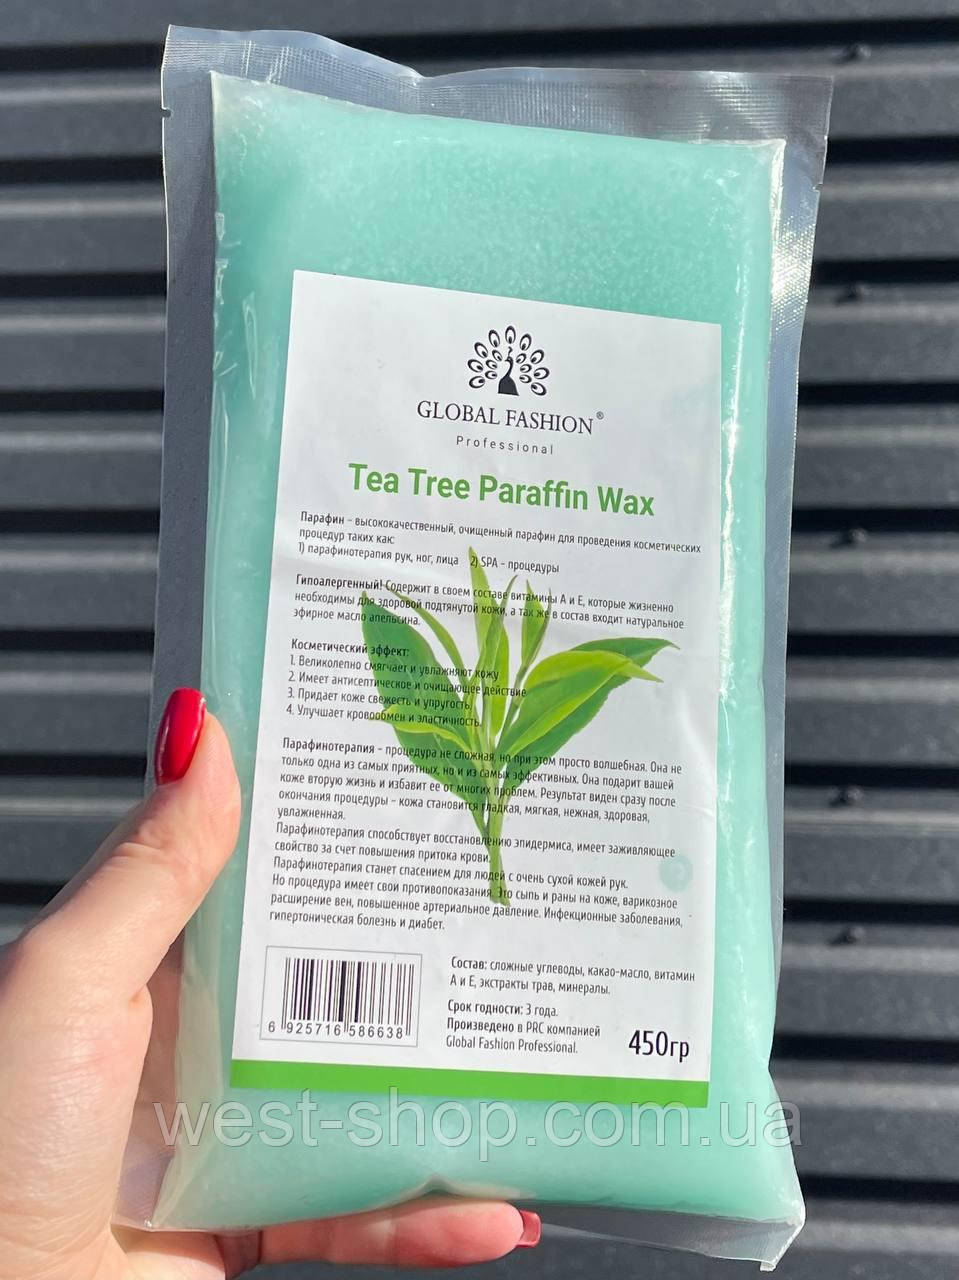 GLOBAL FASHION®
Professional
Tea Tree Paraffin Wax
Парафин – высококачественный, очищенный парафин для проведения косметических
процедур таких как:
1) парафинотерапия рук, ног, лица 2) SPA – процедуры
Гипоалергенный! Содержит в своем составе витамины А и Е, которые жизненно
необходимы для здоровой подтянутой кожи, а так же в состав входит натуральное
эфирное масло апельсина.
Косметический эффект:
1. Великолепно смягчает и увлажняют кожу
2. Имеет антисептическое и очищающее действие
3. Придает коже свежесть и упругость.
4. Улучшает кровообмен и эластичность.
Парафинотерапия – процедура не сложная, но при этом просто волшебная. Она не
только одна из самых приятных, но и из самых эффективных. Она подарит вашей
коже вторую жизнь и избавит ее от многих проблем. Результат виден сразу после
окончания процедуры – кожа становится гладкая, мягкая, нежная, здоровая,
увлажненная.
Парафинотерапия способствует восстановлению эпидермиса, имеет заживляющее
свойство за счет повышения притока крови.
Парафинотерапия станет спасением для людей с очень сухой кожей рук.
Но процедура имеет свои противопоказания. Это сыпь и раны на коже, варикозное
расширение вен, повышенное артериальное давление. Инфекционные заболевания,
гипертоническая болезнь и диабет.
Состав: сложные углеводы, какао-масло, витамин
А и Е, экстракты трав, минералы.
Срок годности: 3 года.
Произведено в PRC компанией
Global Fashion Professional.
450гр
6 925716 586638
west-shop.com.ua